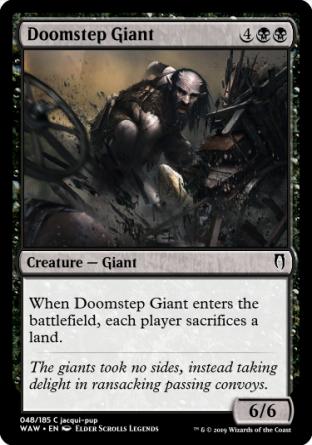 Doomstep Giant 4
Creature — Giant
When Doomstep Giant enters the
battlefield, each player sacrifices a
land.
The giants took no sides, instead taking
delight in ransacking passing convoys.
6/6
048/185 C jacqui-pup
WAW • EN Elder Scrolls Legends
™ & © 2019 Wizards of the Coast